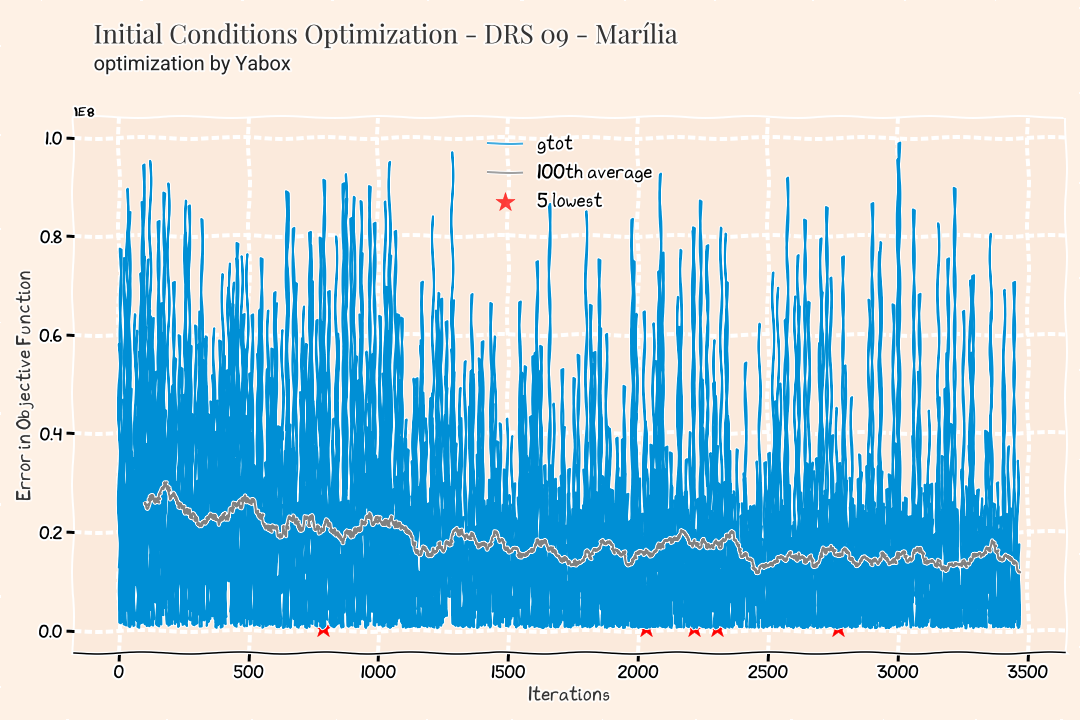 Initial Conditions Optimization - DRS 09 - Marília
optimization by Yabox
1E8
1.0
0.8
0.6
0.4
0.2
0.0
Error in Objective Function
gtot
100th average
5 lowest
0 500 1000 1500 2000 2500 3000 3500
Iterations